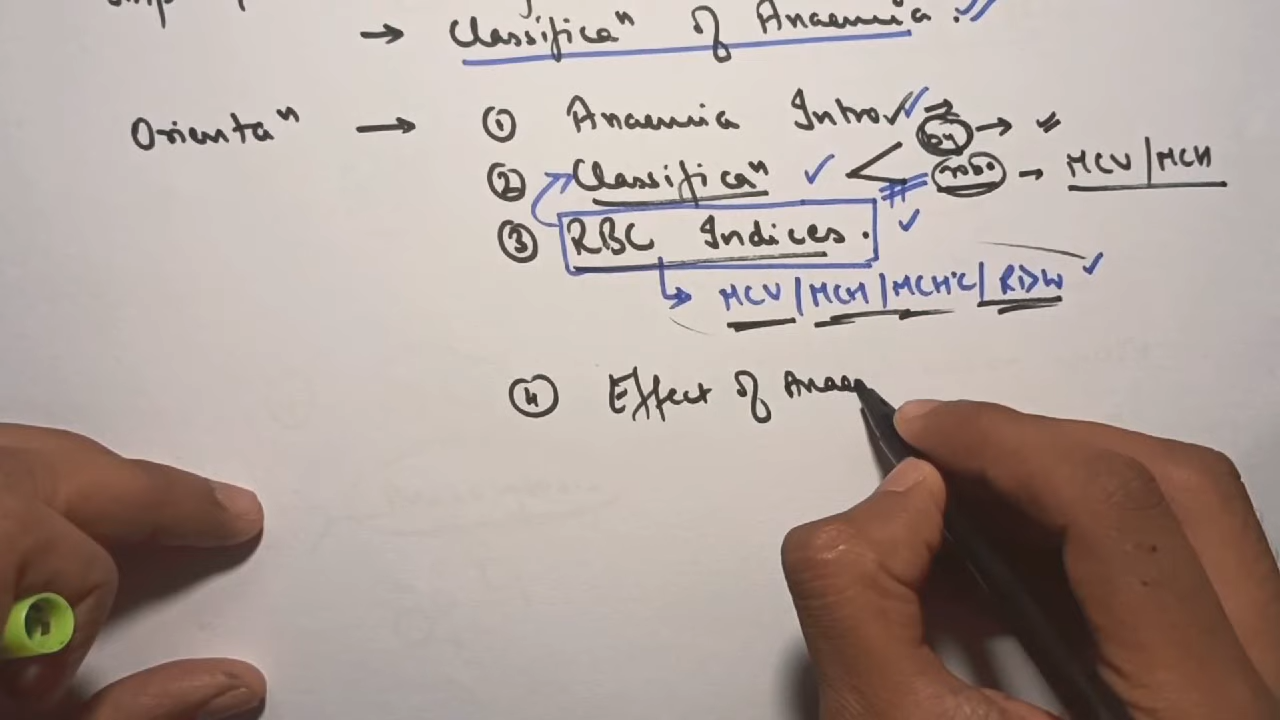 → Classificaⁿ of Anaemia.
Orientaⁿ → ① Anaemia Intro
② Classificaⁿ → MCV | MCH
③ RBC Indices.
MCV | MCH | MCHC | RDW
④ Effect of Anaem